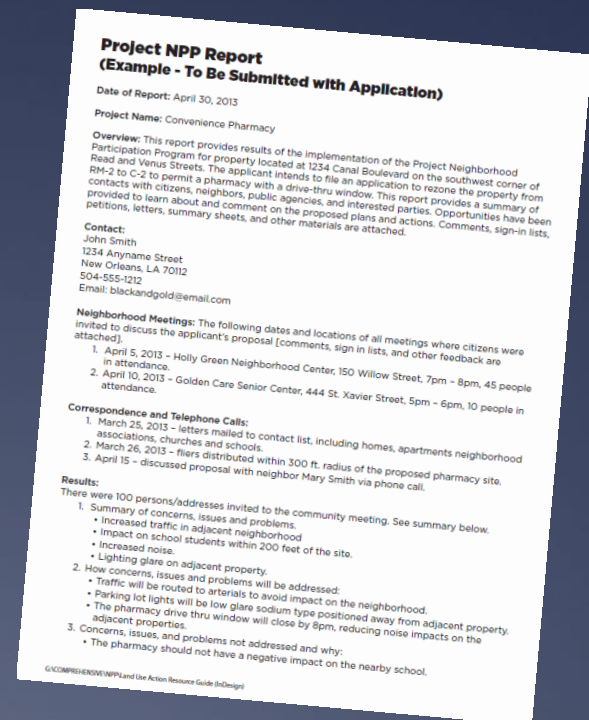 Project NPP Report
(Example - To Be Submitted with Application)
Date of Report: April 30, 2013
Project Name: Convenience Pharmacy
Overview: This report provides results of the implementation of the Project Neighborhood
Participation Program for property located at 1234 Canal Boulevard on the southwest corner of
Read and Venus Streets. The applicant intends to file an application to rezone the property from
RM-2 to C-2 to permit a pharmacy with a drive-thru window. This report provides a summary of
contacts with citizens, neighbors, public agencies, and interested parties. Opportunities have been
provided to learn about and comment on the proposed plans and actions. Comments, sign-in lists,
petitions, letters, summary sheets, and other materials are attached.
Contact:
John Smith
1234 Anyname Street
New Orleans, LA 70112
504-555-1212
Email: blackandgold@email.com
Neighborhood Meetings: The following dates and locations of all meetings where citizens were
invited to discuss the applicant's proposal [comments, sign in lists, and other feedback are
attached].
1. April 5, 2013 – Holly Green Neighborhood Center, 150 Willow Street, 7pm – 8pm, 45 people
in attendance.
2. April 10, 2013 – Golden Care Senior Center, 444 St. Xavier Street, 5pm – 6pm, 10 people in
attendance.
Correspondence and Telephone Calls:
1. March 25, 2013 – letters mailed to contact list, including homes, apartments neighborhood
associations, churches and schools.
2. March 26, 2013 – fliers distributed within 300 ft. radius of the proposed pharmacy site.
3. April 15 – discussed proposal with neighbor Mary Smith via phone call.
Results:
There were 100 persons/addresses invited to the community meeting. See summary below.
1. Summary of concerns, issues and problems.
• Increased traffic in adjacent neighborhood
• Impact on school students within 200 feet of the site.
• Increased noise.
• Lighting glare on adjacent property.
2. How concerns, issues and problems will be addressed:
• Traffic will be routed to arterials to avoid impact on the neighborhood.
• Parking lot lights will be low glare sodium type positioned away from adjacent property.
• The pharmacy drive thru window will close by 8pm, reducing noise impacts on the
adjacent properties.
3. Concerns, issues, and problems not addressed and why:
• The pharmacy should not have a negative impact on the nearby school.
G:\COMPREHENSIVE\NPP\Land Use Action Resource Guide (InDesign)